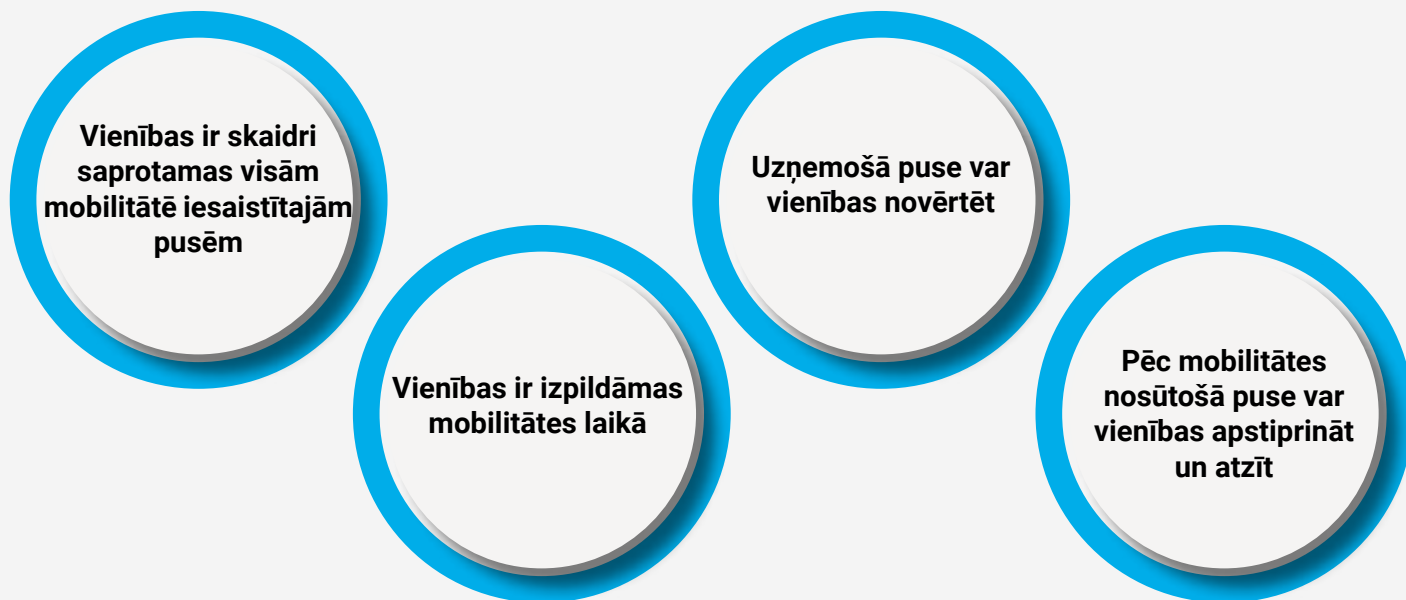 Vienības ir skaidri
saprotamas visām
mobilitātē iesaistītajām
pusēm
Vienības ir izpildāmas
mobilitātes laikā
Uzņemošā puse var
vienības novērtēt
Pēc mobilitātes
nosūtošā puse var
vienības apstiprināt
un atzīt